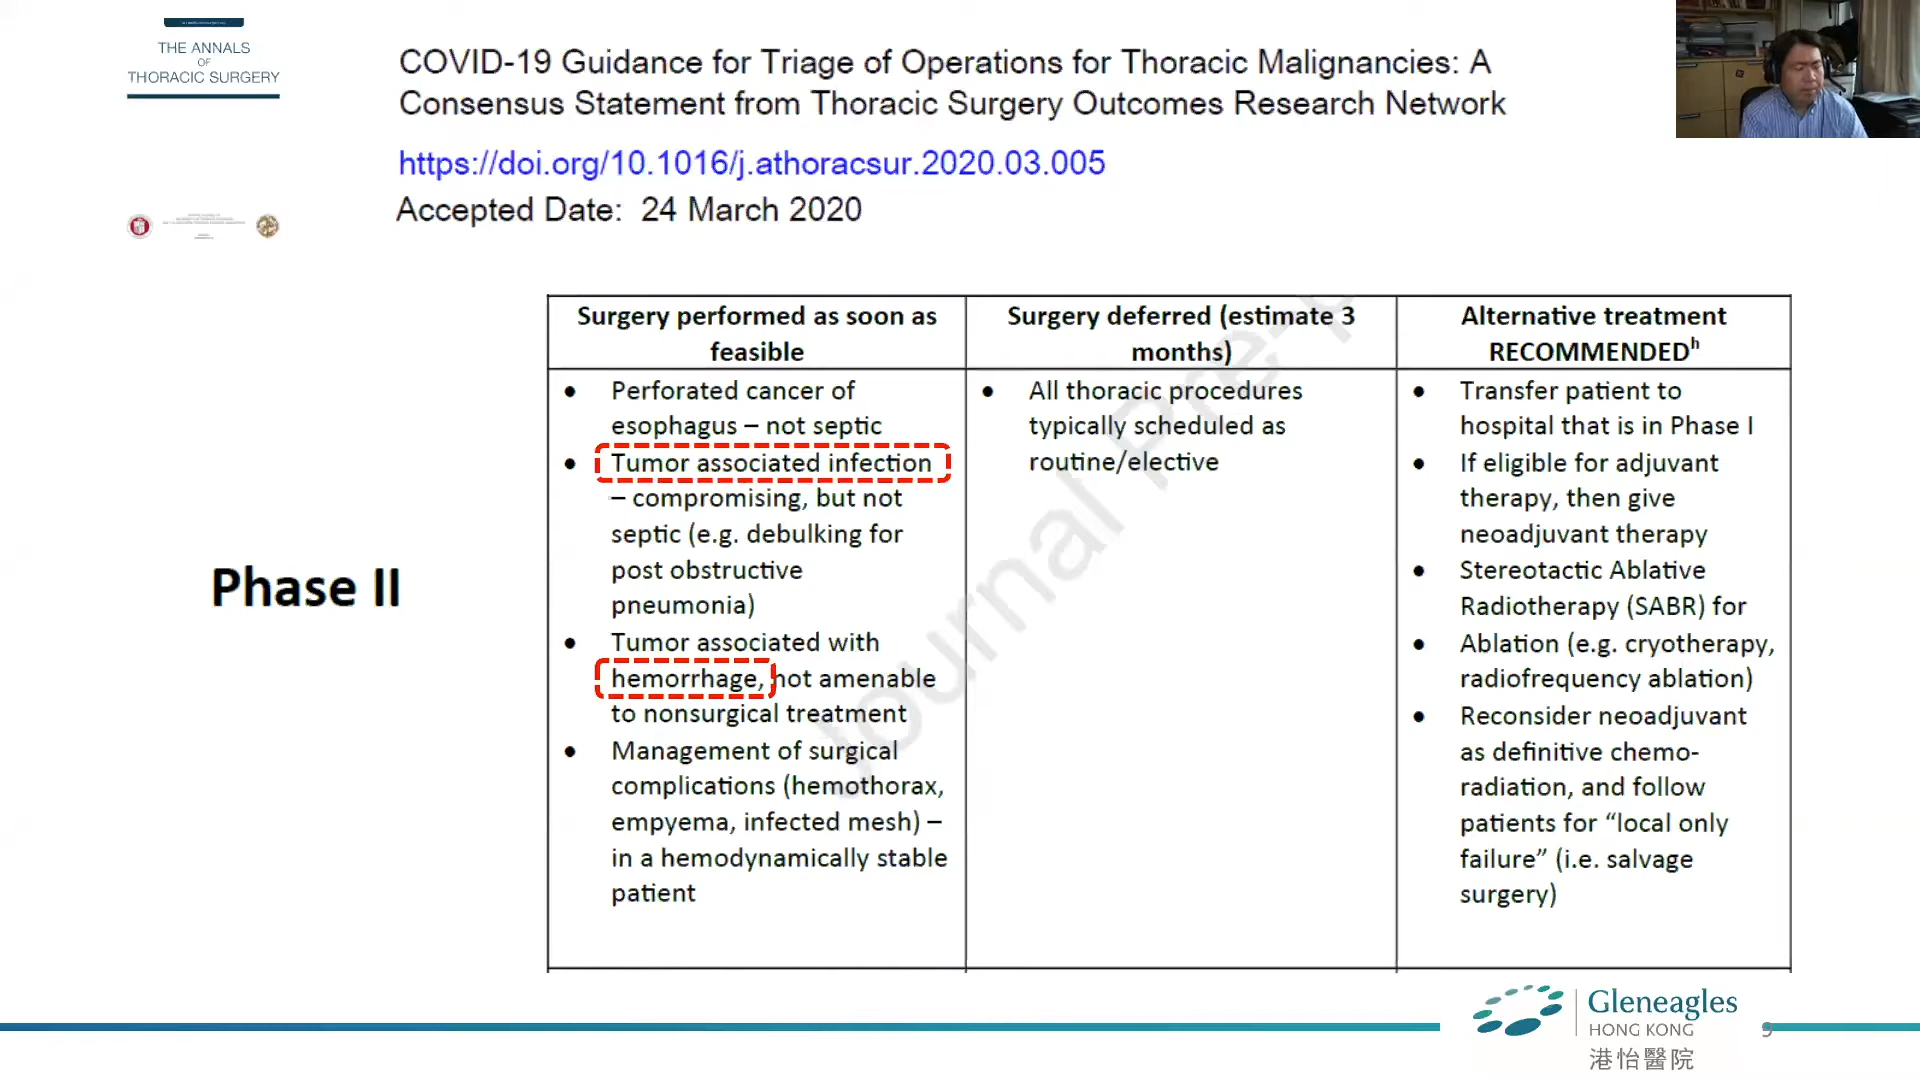 THE ANNALS
OF
THORACIC SURGERY
COVID-19 Guidance for Triage of Operations for Thoracic Malignancies: A
Consensus Statement from Thoracic Surgery Outcomes Research Network
https://doi.org/10.1016/j.athoracsur.2020.03.005
Accepted Date: 24 March 2020
Phase II
Surgery performed as soon as
feasible
• Perforated cancer of
esophagus – not septic
• Tumor associated infection
– compromising, but not
septic (e.g. debulking for
post obstructive
pneumonia)
• Tumor associated with
hemorrhage, not amenable
to nonsurgical treatment
• Management of surgical
complications (hemothorax,
empyema, infected mesh) –
in a hemodynamically stable
patient
Surgery deferred (estimate 3
months)
• All thoracic procedures
typically scheduled as
routine/elective
Alternative treatment
RECOMMENDEDh
• Transfer patient to
hospital that is in Phase I
• If eligible for adjuvant
therapy, then give
neoadjuvant therapy
• Stereotactic Ablative
Radiotherapy (SABR) for
• Ablation (e.g. cryotherapy,
radiofrequency ablation)
• Reconsider neoadjuvant
as definitive chemo-
radiation, and follow
patients for “local only
failure” (i.e. salvage
surgery)
Journal Pre-p
Gleneagles
HONG KONG
港怡醫院
9